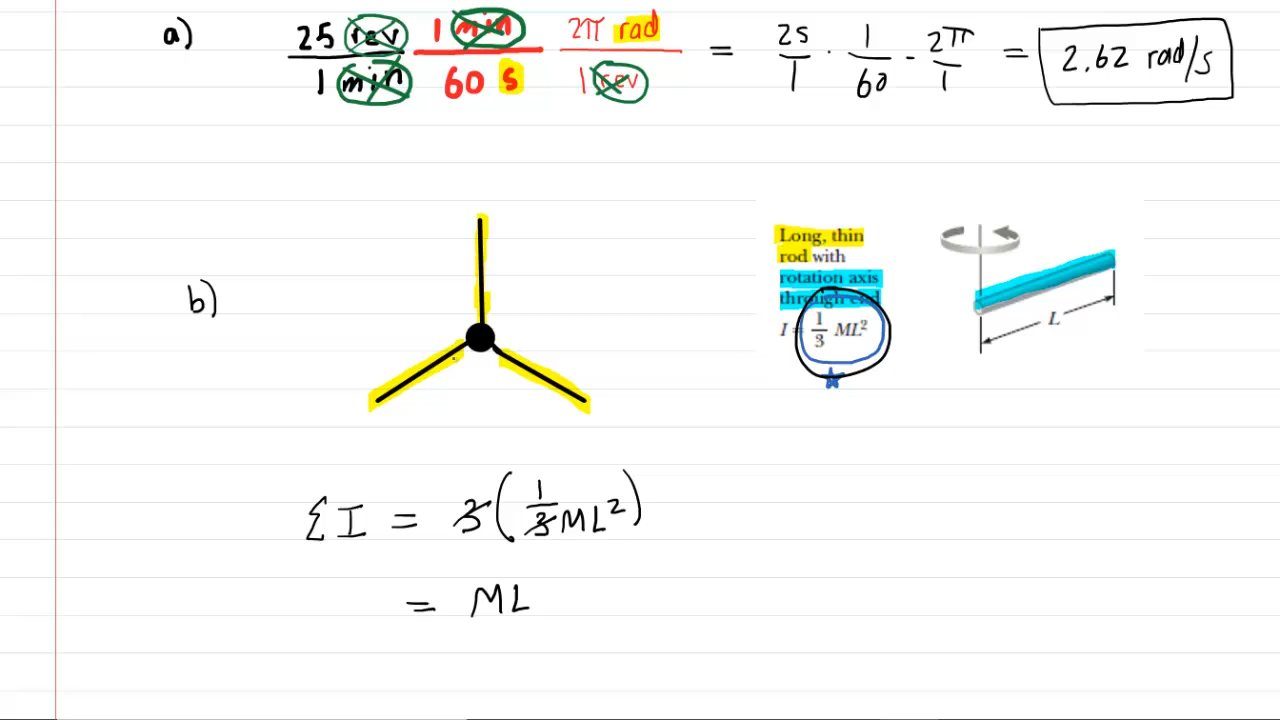 a) 25 rev / 1 min · 1 min / 60 s · 2π rad / 1 rev = 25/1 · 1/60 · 2π/1 = 2.62 rad/s
b)
Long, thin
rod with
rotation axis
through end
I = 1/3 ML²
L
ΣI = 3(1/3 ML²)
= ML